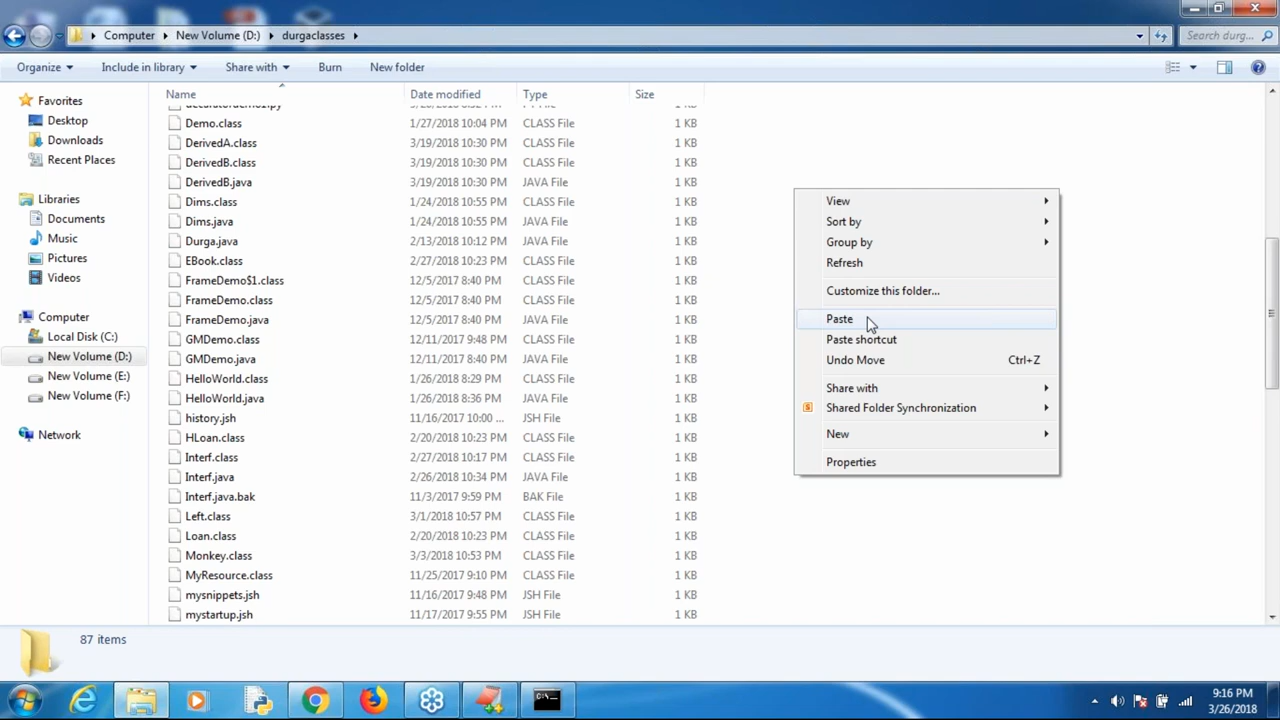 Computer New Volume (D:) durgaclasses Search durg...
Organize Include in library Share with Burn New folder
Name Date modified Type Size
Favorites
Desktop
Downloads
Recent Places
Libraries
Documents
Music
Pictures
Videos
Computer
Local Disk (C:)
New Volume (D:)
New Volume (E:)
New Volume (F:)
Network
Demo.class 1/27/2018 10:04 PM CLASS File 1 KB
DerivedA.class 3/19/2018 10:30 PM CLASS File 1 KB
DerivedB.class 3/19/2018 10:30 PM CLASS File 1 KB
DerivedB.java 3/19/2018 10:30 PM JAVA File 1 KB
Dims.class 1/24/2018 10:55 PM CLASS File 1 KB
Dims.java 1/24/2018 10:55 PM JAVA File 1 KB
Durga.java 2/13/2018 10:12 PM JAVA File 1 KB
EBook.class 2/27/2018 10:23 PM CLASS File 1 KB
FrameDemo$1.class 12/5/2017 8:40 PM CLASS File 1 KB
FrameDemo.class 12/5/2017 8:40 PM CLASS File 1 KB
FrameDemo.java 12/5/2017 8:40 PM JAVA File 1 KB
GMDemo.class 12/11/2017 9:48 PM CLASS File 1 KB
GMDemo.java 12/11/2017 8:40 PM JAVA File 1 KB
HelloWorld.class 1/26/2018 8:29 PM CLASS File 1 KB
HelloWorld.java 1/26/2018 8:36 PM JAVA File 1 KB
history.jsh 11/16/2017 10:00 ... JSH File 1 KB
HLoan.class 2/20/2018 10:23 PM CLASS File 1 KB
Interf.class 2/27/2018 10:17 PM CLASS File 1 KB
Interf.java 2/26/2018 10:34 PM JAVA File 1 KB
Interf.java.bak 11/3/2017 9:59 PM BAK File 1 KB
Left.class 3/1/2018 10:57 PM CLASS File 1 KB
Loan.class 2/20/2018 10:23 PM CLASS File 1 KB
Monkey.class 3/3/2018 10:53 PM CLASS File 1 KB
MyResource.class 11/25/2017 9:10 PM CLASS File 1 KB
mysnippets.jsh 11/16/2017 9:48 PM JSH File 1 KB
mystartup.jsh 11/17/2017 9:55 PM JSH File 1 KB
View
Sort by
Group by
Refresh
Customize this folder...
Paste
Paste shortcut
Undo Move Ctrl+Z
Share with
Shared Folder Synchronization
New
Properties
87 items
9:16 PM
3/26/2018